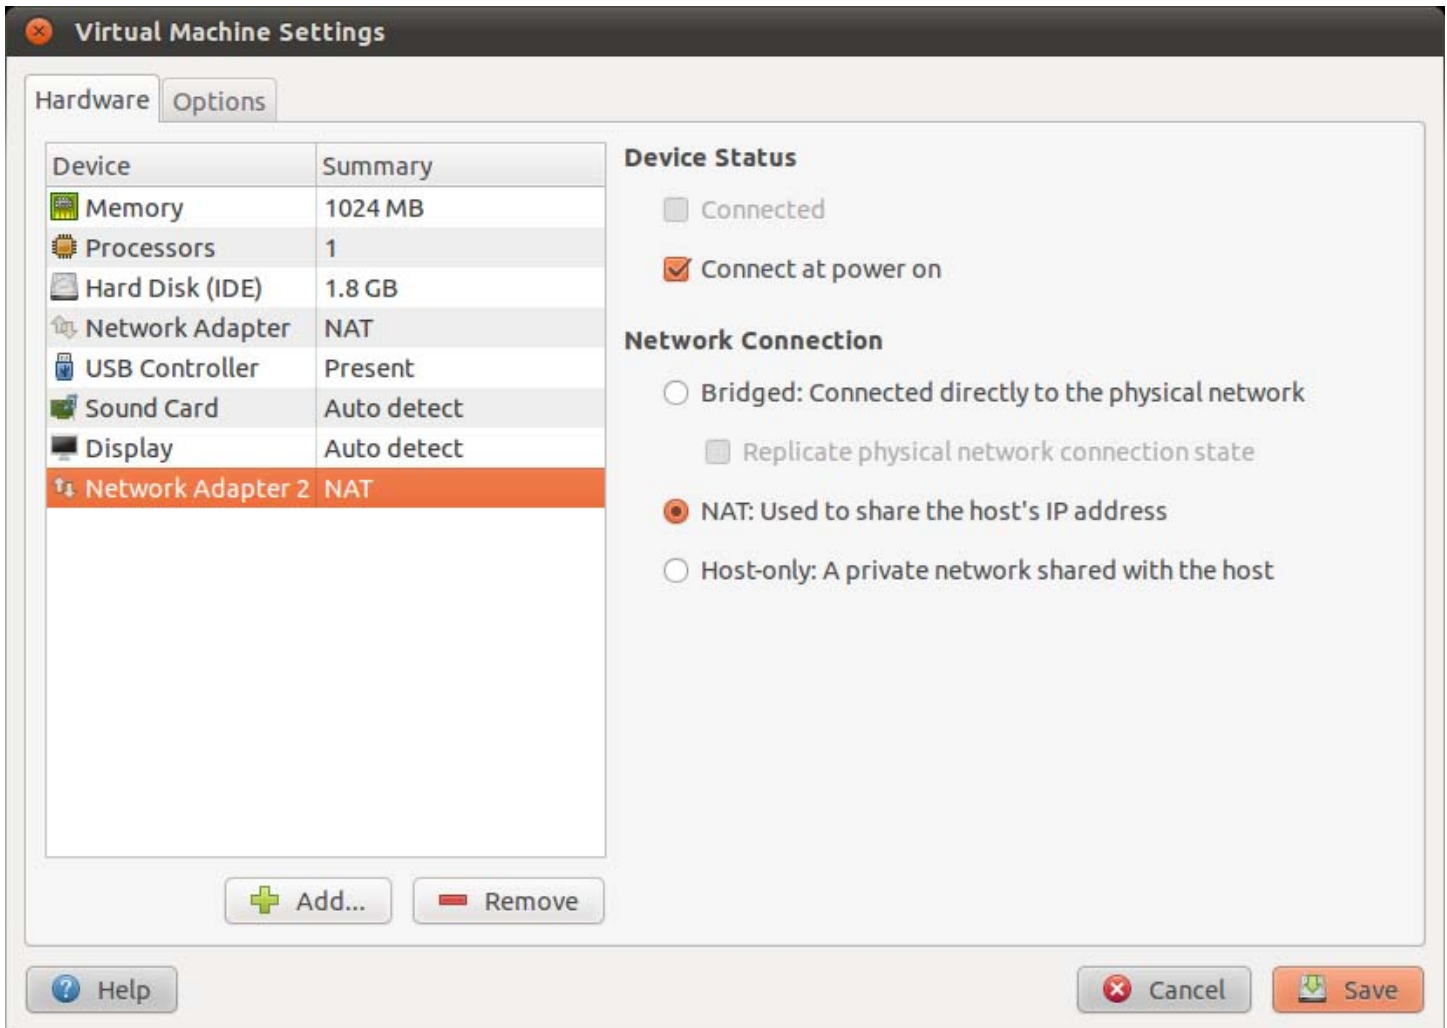 Virtual Machine Settings
Hardware Options
Device Summary
Memory 1024 MB
Processors 1
Hard Disk (IDE) 1.8 GB
Network Adapter NAT
USB Controller Present
Sound Card Auto detect
Display Auto detect
Network Adapter 2 NAT
Add...
Remove
Device Status
Connected
Connect at power on
Network Connection
Bridged: Connected directly to the physical network
Replicate physical network connection state
NAT: Used to share the host's IP address
Host-only: A private network shared with the host
Help
Cancel
Save